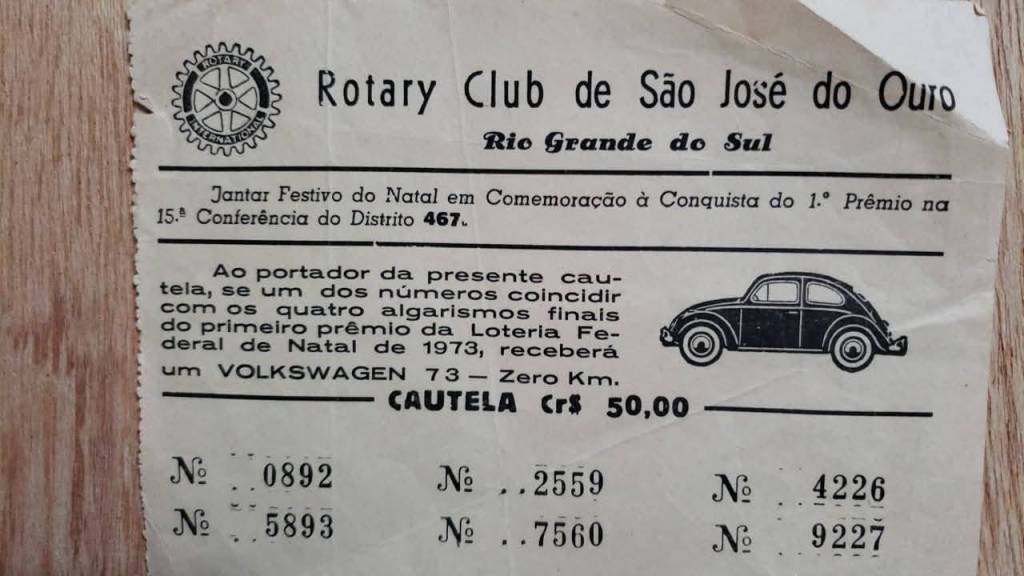 ROTARY
INTERNATIONAL
Rotary Club de São José do Ouro
Rio Grande do Sul
Jantar Festivo do Natal em Comemoração à Conquista do 1.º Prêmio na
15.ª Conferência do Distrito 467.
Ao portador da presente cau-
tela, se um dos números coincidir
com os quatro algarismos finais
do primeiro prêmio da Loteria Fe-
deral de Natal de 1973, receberá
um VOLKSWAGEN 73 — Zero Km.
CAUTELA Cr$ 50,00
Nº ..0892 Nº ..2559 Nº ..4226
Nº ..5893 Nº ..7560 Nº ..9227